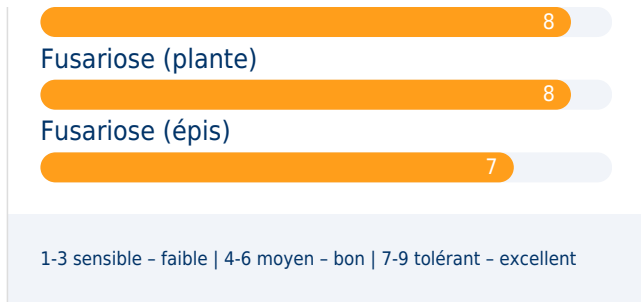 8
Fusariose (plante)
8
Fusariose (épis)
7
1-3 sensible – faible | 4-6 moyen – bon | 7-9 tolérant – excellent